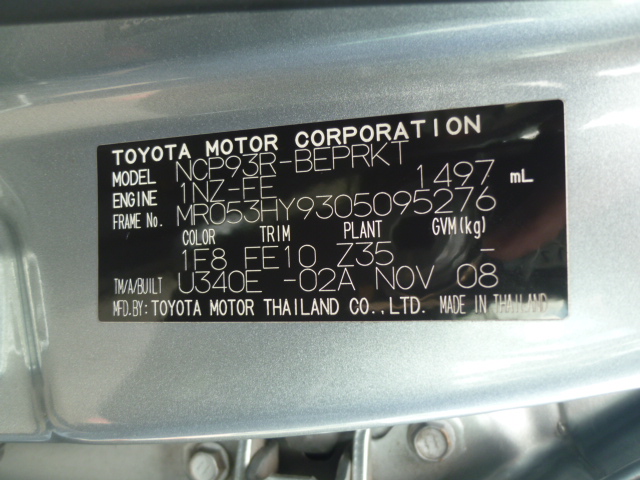 TOYOTA MOTOR CORPORATION
MODEL NCP93R-BEPRKT
ENGINE 1NZ-FE 1497 mL
FRAME No. MR053HY9305095276
COLOR TRIM PLANT GVM(kg)
1F8 FE10 Z35 -
TM/A/BUILT U340E -02A NOV 08
MFD.BY: TOYOTA MOTOR THAILAND CO.,LTD. MADE IN THAILAND